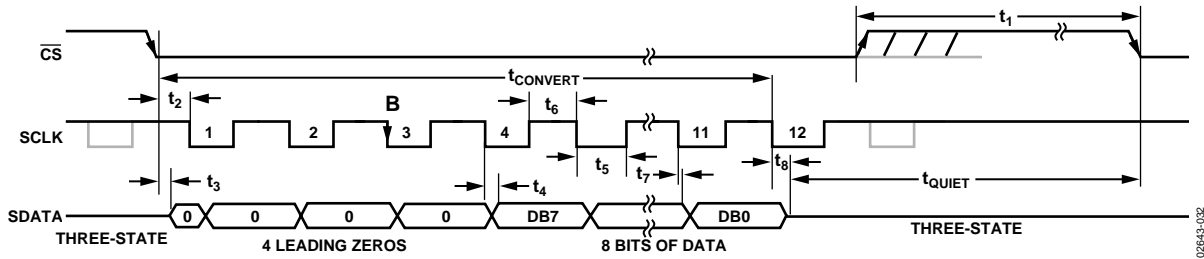 t1
CS
tCONVERT
t2
B
t6
SCLK
1
2
3
4
11
12
t3
t4
t5
t7
t8
tQUIET
SDATA
0
0
0
0
DB7
DB0
THREE-STATE
4 LEADING ZEROS
8 BITS OF DATA
THREE-STATE
02643-032